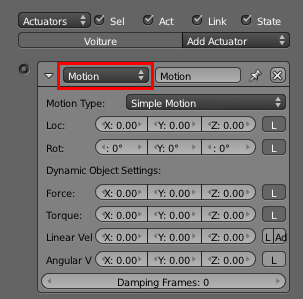 Actuators Sel Act Link State
Voiture Add Actuator
Motion Motion
Motion Type: Simple Motion
Loc: X: 0.00 Y: 0.00 Z: 0.00 L
Rot: : 0° Y: 0° : 0° L
Dynamic Object Settings:
Force: X: 0.00 Y: 0.00 Z: 0.00 L
Torque: X: 0.00 Y: 0.00 Z: 0.00 L
Linear Vel X: 0.00 Y: 0.00 Z: 0.00 L Ad
Angular V X: 0.00 Y: 0.00 Z: 0.00 L
Damping Frames: 0